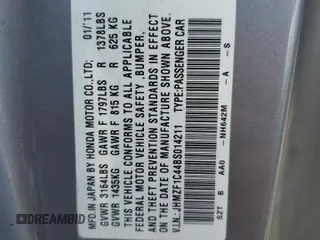 MFD. IN JAPAN BY HONDA MOTOR CO.,LTD. 01/'11
GVWR 3164LBS GAWR F 1797LBS R 1378LBS
GVWR 1435KG GAWR F 815 KG R 625 KG
THIS VEHICLE CONFORMS TO ALL APPLICABLE
FEDERAL MOTOR VEHICLE SAFETY ,BUMPER,
AND THEFT PREVENTION STANDARDS IN EFFECT ON THE
DATE OF MANUFACTURE SHOWN ABOVE.
V.I.N.: JHMZF1C44BS014211 TYPE:PASSENGER CAR
SZT B AA0 - NH642M - A - S
DREAMBID